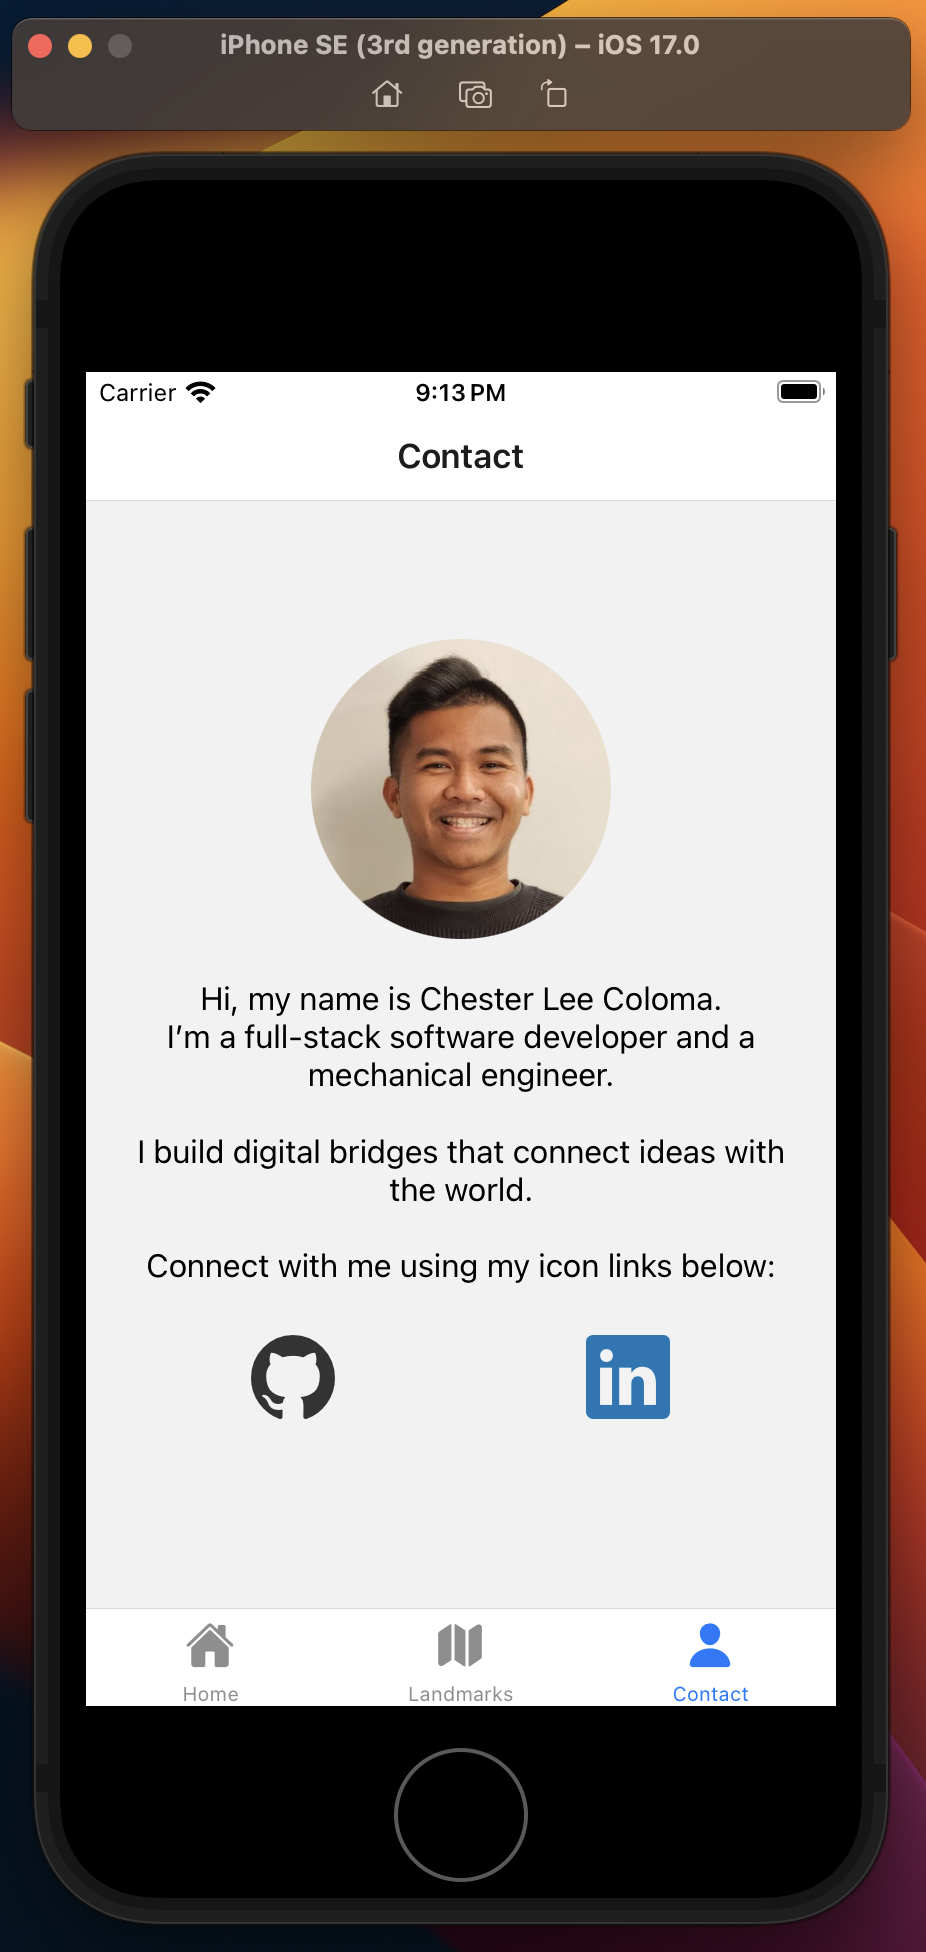 iPhone SE (3rd generation) – iOS 17.0
Carrier 9:13 PM
Contact
Hi, my name is Chester Lee Coloma.
I’m a full-stack software developer and a
mechanical engineer.
I build digital bridges that connect ideas with
the world.
Connect with me using my icon links below:
in
Home Landmarks Contact